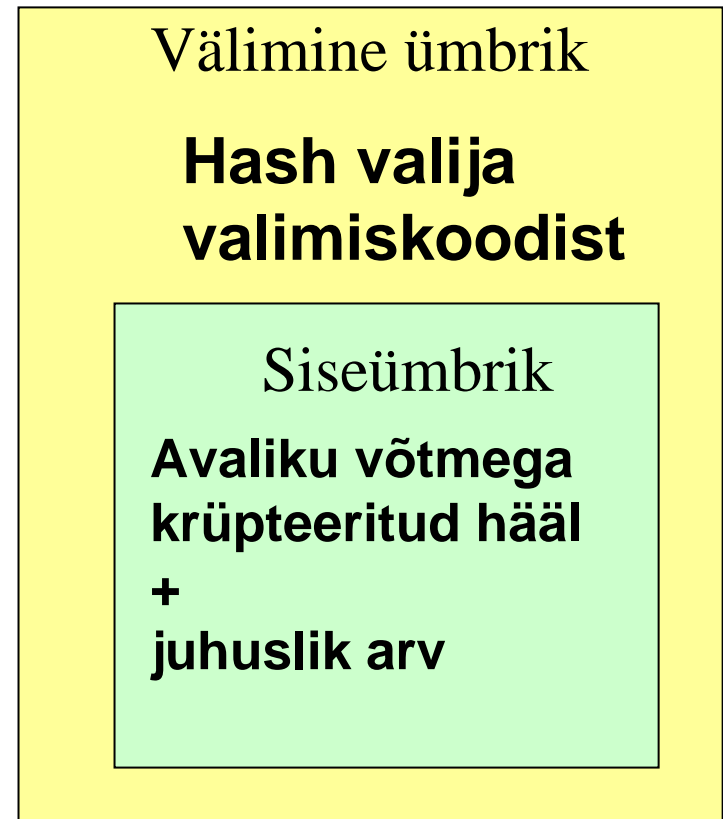 Välimine ümbrik
Hash valija
valimiskoodist
Siseümbrik
Avaliku võtmega
krüpteeritud hääl
+
juhuslik arv